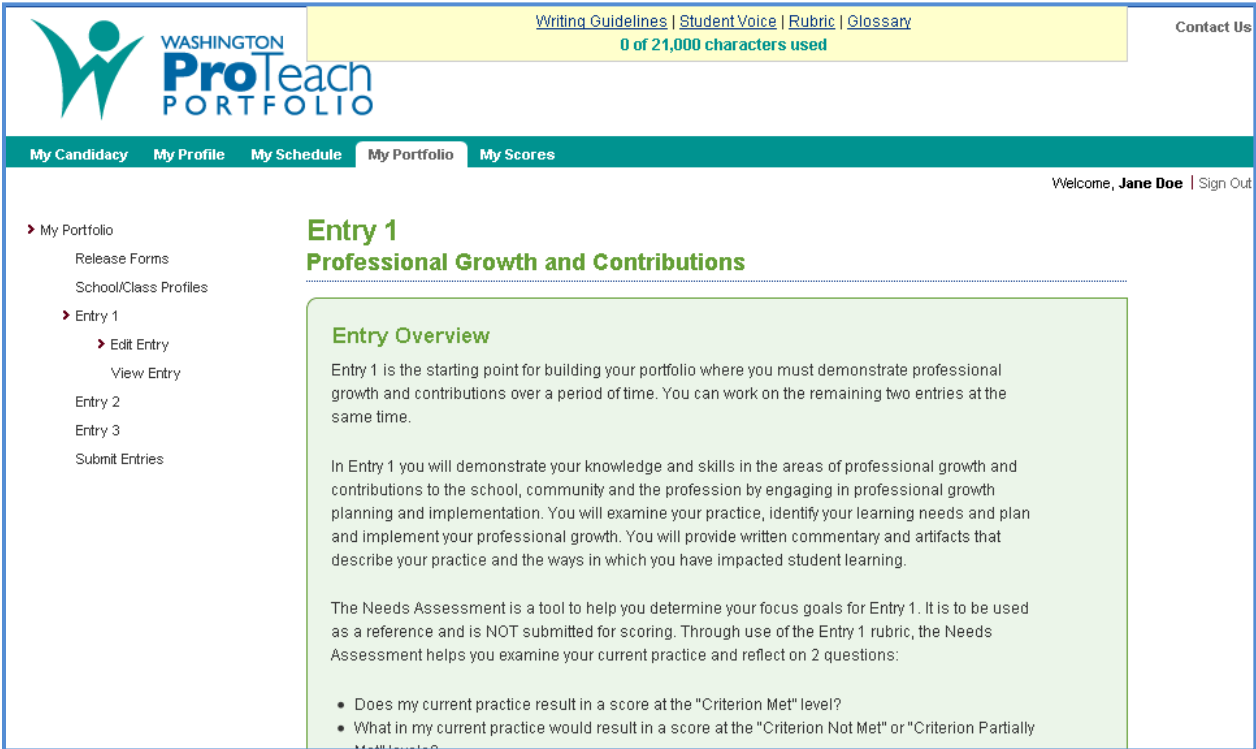 Writing Guidelines | Student Voice | Rubric | Glossary
0 of 21,000 characters used
Contact Us
WASHINGTON
ProTeach
PORTFOLIO
My Candidacy My Profile My Schedule My Portfolio My Scores
Welcome, Jane Doe | Sign Out
My Portfolio
Release Forms
School/Class Profiles
Entry 1
Edit Entry
View Entry
Entry 2
Entry 3
Submit Entries
Entry 1
Professional Growth and Contributions
Entry Overview
Entry 1 is the starting point for building your portfolio where you must demonstrate professional
growth and contributions over a period of time. You can work on the remaining two entries at the
same time.
In Entry 1 you will demonstrate your knowledge and skills in the areas of professional growth and
contributions to the school, community and the profession by engaging in professional growth
planning and implementation. You will examine your practice, identify your learning needs and plan
and implement your professional growth. You will provide written commentary and artifacts that
describe your practice and the ways in which you have impacted student learning.
The Needs Assessment is a tool to help you determine your focus goals for Entry 1. It is to be used
as a reference and is NOT submitted for scoring. Through use of the Entry 1 rubric, the Needs
Assessment helps you examine your current practice and reflect on 2 questions:
• Does my current practice result in a score at the "Criterion Met" level?
• What in my current practice would result in a score at the "Criterion Not Met" or "Criterion Partially